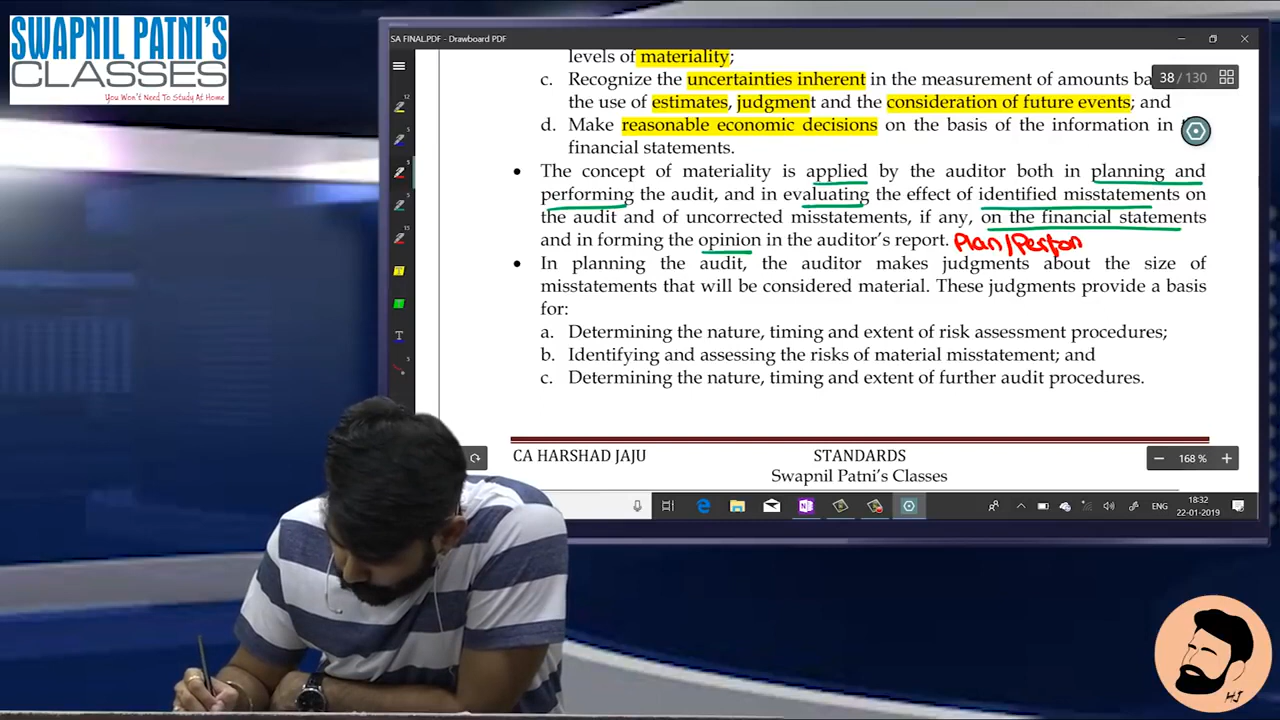 SWAPNIL PATNI'S
CLASSES
You Won't Need To Study At Home
SA FINAL.PDF - Drawboard PDF
38 / 130
levels of materiality;
c. Recognize the uncertainties inherent in the measurement of amounts
the use of estimates, judgment and the consideration of future events; and
d. Make reasonable economic decisions on the basis of the information in
financial statements.
• The concept of materiality is applied by the auditor both in planning and
performing the audit, and in evaluating the effect of identified misstatements on
the audit and of uncorrected misstatements, if any, on the financial statements
and in forming the opinion in the auditor's report. Plan/Perfon
• In planning the audit, the auditor makes judgments about the size of
misstatements that will be considered material. These judgments provide a basis
for:
a. Determining the nature, timing and extent of risk assessment procedures;
b. Identifying and assessing the risks of material misstatement; and
c. Determining the nature, timing and extent of further audit procedures.
CA HARSHAD JAJU STANDARDS
Swapnil Patni's Classes
168 %
ENG
18:32
22-01-2019
HJ